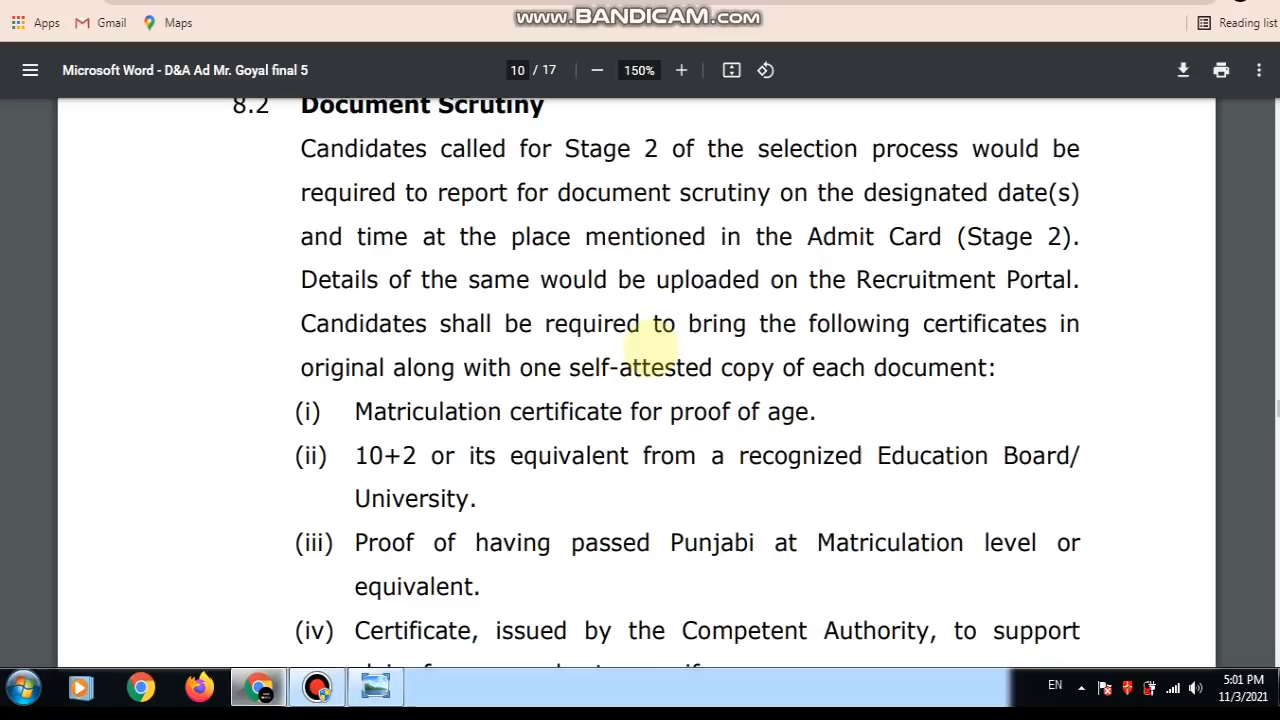 www.BANDICAM.com
Apps Gmail Maps Reading list
Microsoft Word - D&A Ad Mr. Goyal final 5 10 / 17 150%
8.2 Document Scrutiny
Candidates called for Stage 2 of the selection process would be
required to report for document scrutiny on the designated date(s)
and time at the place mentioned in the Admit Card (Stage 2).
Details of the same would be uploaded on the Recruitment Portal.
Candidates shall be required to bring the following certificates in
original along with one self-attested copy of each document:
(i) Matriculation certificate for proof of age.
(ii) 10+2 or its equivalent from a recognized Education Board/
University.
(iii) Proof of having passed Punjabi at Matriculation level or
equivalent.
(iv) Certificate, issued by the Competent Authority, to support
EN 5:01 PM
11/3/2021